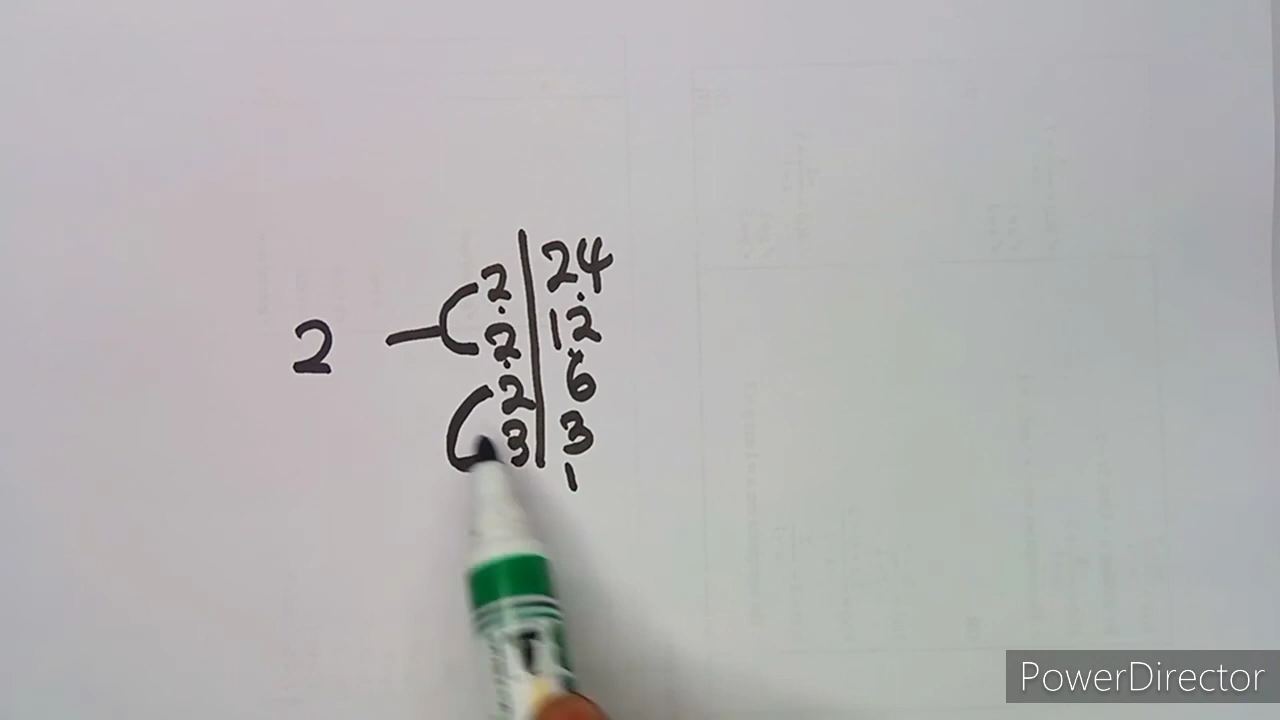 2 | 24
2 2 | 12
2 | 6
3 | 3
1
PowerDirector